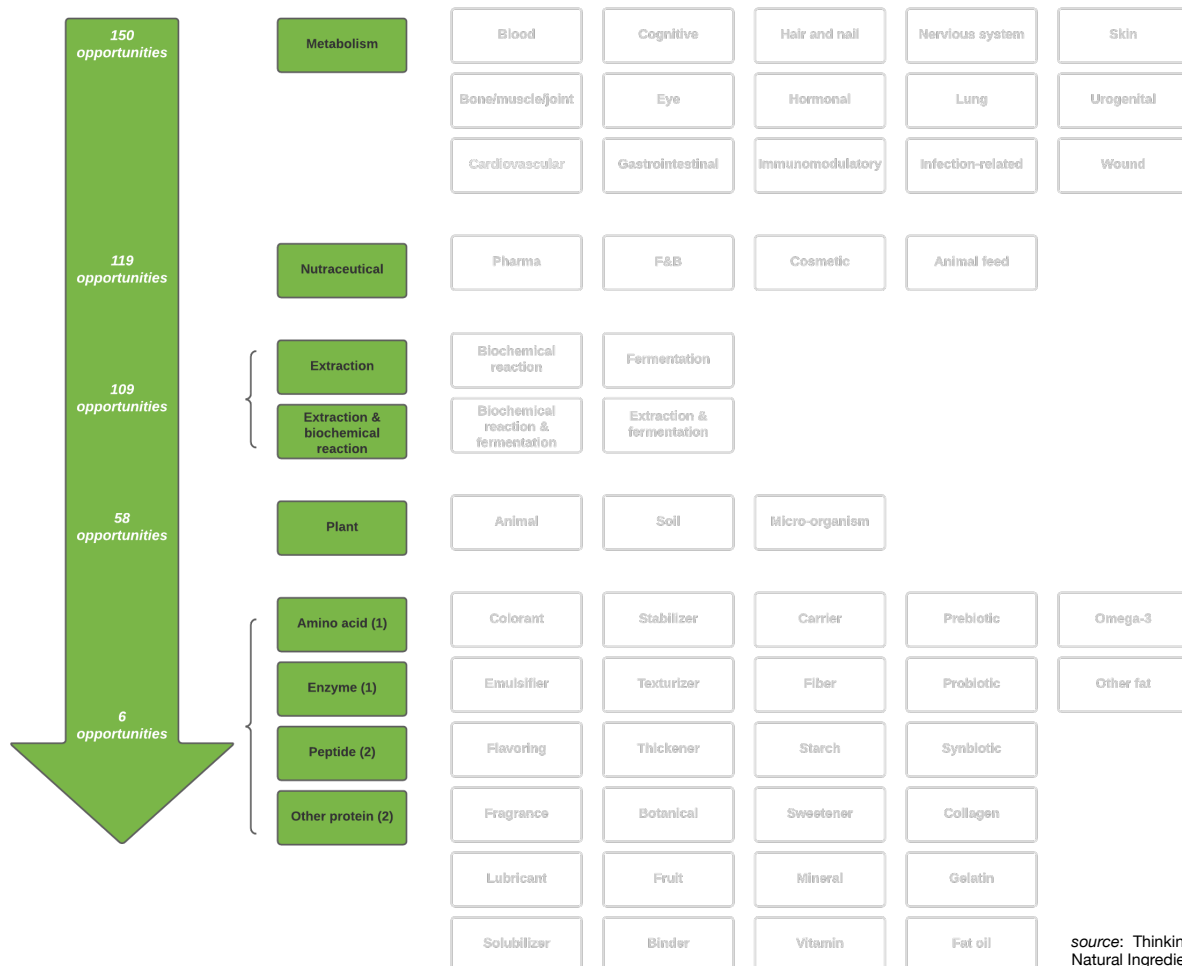 150
opportunities
Metabolism
Blood
Cognitive
Hair and nail
Nervious system
Skin
Bone/muscle/joint
Eye
Hormonal
Lung
Urogenital
Cardiovascular
Gastrointestinal
Immunomodulatory
Infection-related
Wound
119
opportunities
Nutraceutical
Pharma
F&B
Cosmetic
Animal feed
109
opportunities
Extraction
Biochemical
reaction
Fermentation
Extraction &
biochemical
reaction
Biochemical
reaction &
fermentation
Extraction &
fermentation
58
opportunities
Plant
Animal
Soil
Micro-organism
6
opportunities
Amino acid (1)
Colorant
Stabilizer
Carrier
Prebiotic
Omega-3
Enzyme (1)
Emulsifier
Texturizer
Fiber
Probiotic
Other fat
Peptide (2)
Flavoring
Thickener
Starch
Synbiotic
Other protein (2)
Fragrance
Botanical
Sweetener
Collagen
Lubricant
Fruit
Mineral
Gelatin
Solubilizer
Binder
Vitamin
Fat oil
source: Thinkin
Natural Ingredie